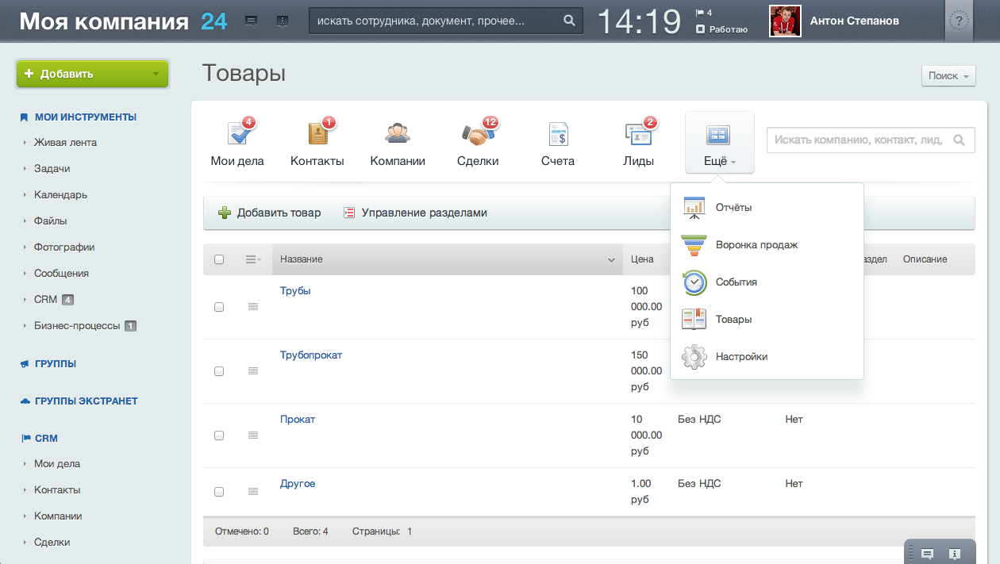 Моя компания 24
искать сотрудника, документ, прочее...
14:19
4
Работаю
Антон Степанов
?
Добавить
МОИ ИНСТРУМЕНТЫ
Живая лента
Задачи
Календарь
Файлы
Фотографии
Сообщения
CRM 4
Бизнес-процессы 1
ГРУППЫ
ГРУППЫ ЭКСТРАНЕТ
CRM
Мои дела
Контакты
Компании
Сделки
Товары
Поиск
4
Мои дела
1
Контакты
Компании
12
Сделки
Счета
2
Лиды
Ещё
Искать компанию, контакт, лид,
Отчёты
Воронка продаж
События
Товары
Настройки
Добавить товар
Управление разделами
Название
Цена
аздел
Описание
Трубы
100
000.00
руб
Трубопрокат
150
000.00
руб
Прокат
10
000.00
руб
Без НДС
Нет
Другое
1.00
руб
Без НДС
Нет
Отмечено: 0
Всего: 4
Страницы: 1